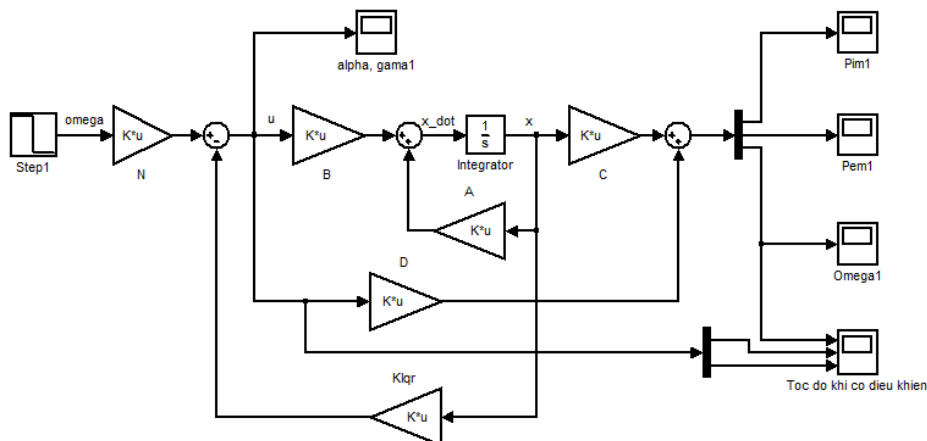 alpha, gama1
Pim1
omega
K*u
Step1
N
+
-
u
K*u
B
+
+
x_dot
1
s
Integrator
x
K*u
C
+
+
Pem1
A
K*u
D
K*u
Omega1
Toc do khi co dieu khien
Klqr
K*u